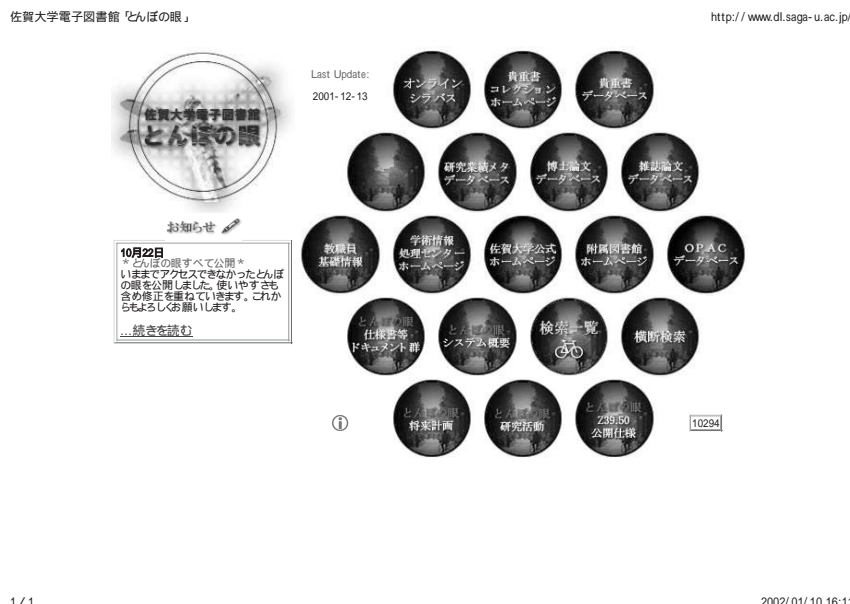 佐賀大学電子図書館「とんぼの眼」
http://www.dl.saga-u.ac.jp/
佐賀大学電子図書館
とんぼの眼
Last Update:
2001-12-13
オンライン
シラバス
貴重書
コレクション
ホームページ
貴重書
データベース
研究業績メタ
データベース
博士論文
データベース
雑誌論文
データベース
お知らせ
10月22日
*とんぼの眼すべて公開*
いままでアクセスできなかったとんぼ
の眼を公開しました。使いやすさも
含め修正を重ねていきます。これか
らもよろしくお願いします。
...続きを読む
教職員
基礎情報
学術情報
処理センター
ホームページ
佐賀大学公式
ホームページ
附属図書館
ホームページ
OPAC
データベース
とんぼの眼
仕様書等
ドキュメント群
とんぼの眼
システム概要
検索一覧
横断検索
とんぼの眼
将来計画
とんぼの眼
研究活動
とんぼの眼
Z39.50
公開仕様
10294
1/1
2002/01/10 16:1